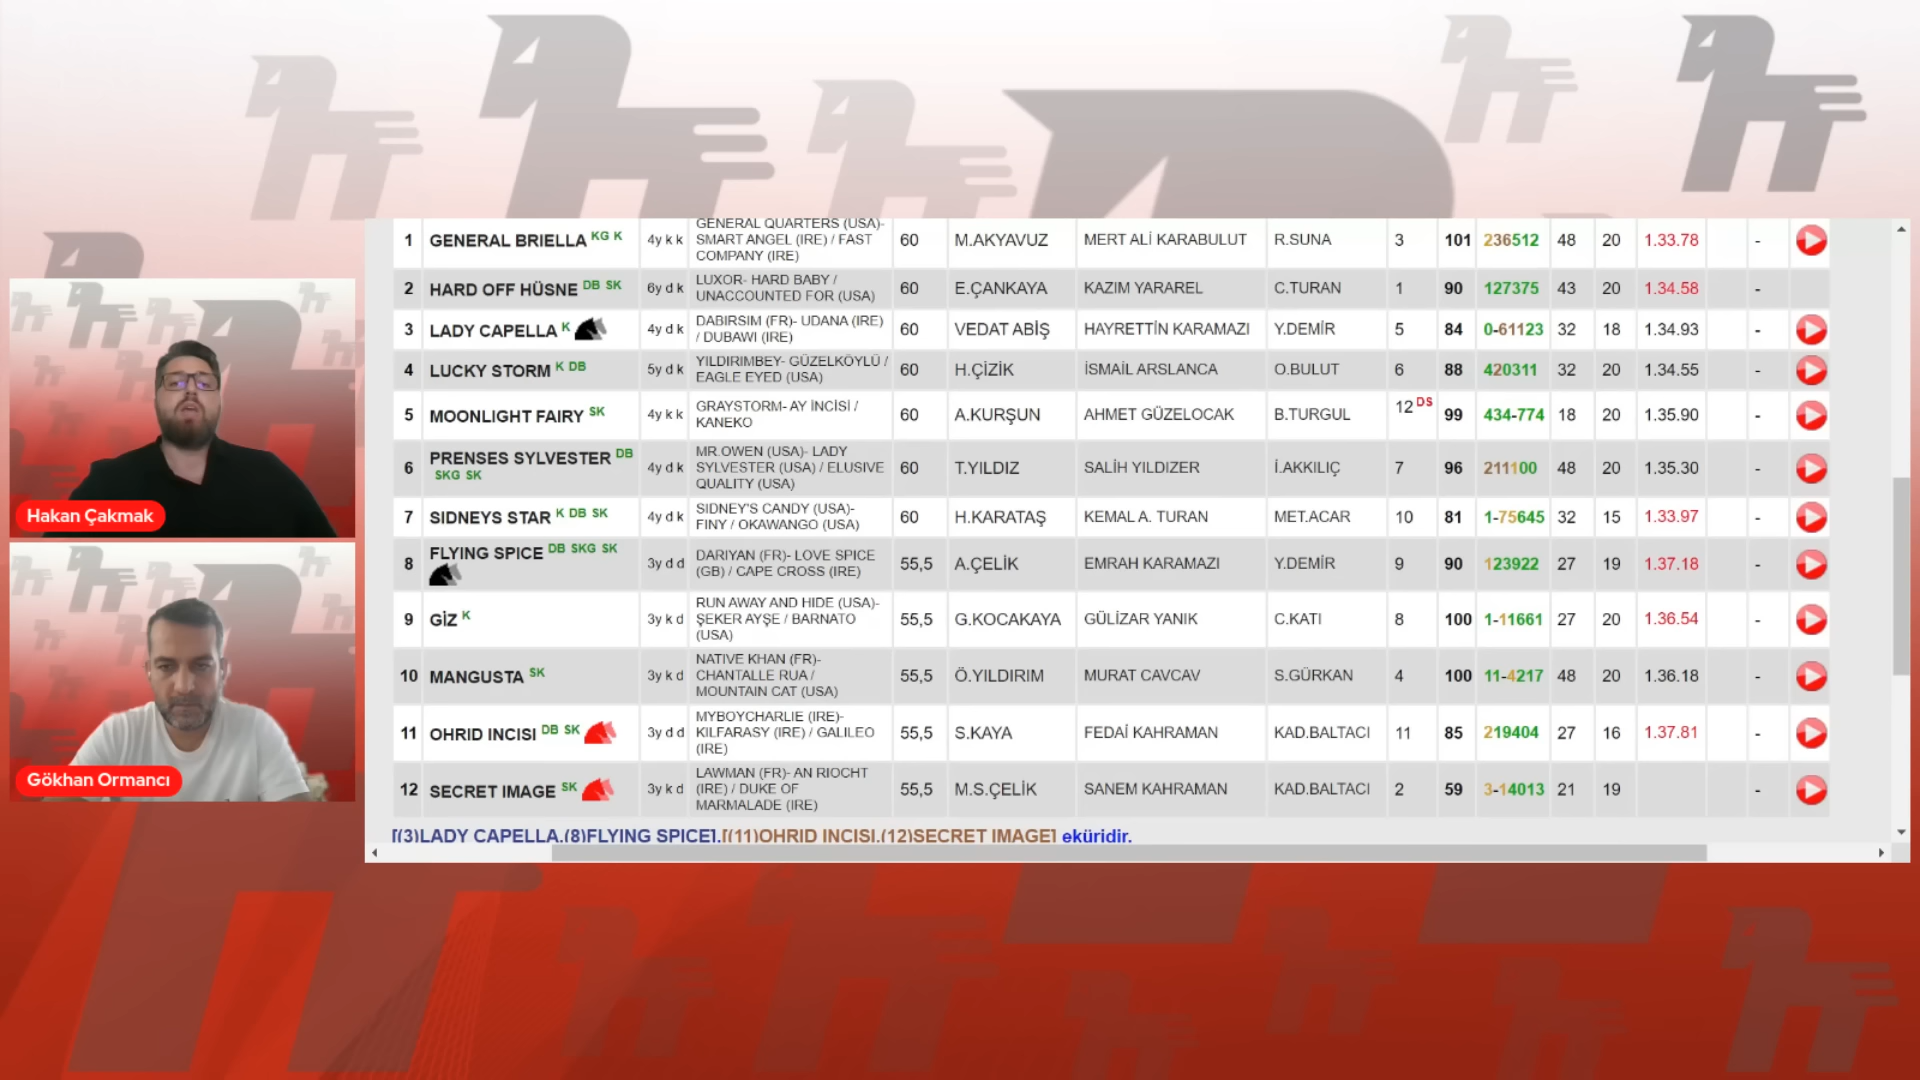 1 GENERAL BRIELLA KG K 4y k k GENERAL QUARTERS (USA)- SMART ANGEL (IRE) / FAST COMPANY (IRE) 60 M.AKYAVUZ MERT ALİ KARABULUT R.SUNA 3 101 236512 48 20 1.33.78 -
2 HARD OFF HÜSNE DB SK 6y d k LUXOR- HARD BABY / UNACCOUNTED FOR (USA) 60 E.ÇANKAYA KAZIM YARAREL C.TURAN 1 90 127375 43 20 1.34.58 -
3 LADY CAPELLA K 4y d k DABIRSIM (FR)- UDANA (IRE) / DUBAWI (IRE) 60 VEDAT ABİŞ HAYRETTİN KARAMAZI Y.DEMİR 5 84 0-61123 32 18 1.34.93 -
4 LUCKY STORM K DB 5y d k YILDIRIMBEY- GÜZELKÖYLÜ / EAGLE EYED (USA) 60 H.ÇİZİK İSMAİL ARSLANCA O.BULUT 6 88 420311 32 20 1.34.55 -
5 MOONLIGHT FAIRY SK 4y k k GRAYSTORM- AY İNCİSİ / KANEKO 60 A.KURŞUN AHMET GÜZELOCAK B.TURGUL 12 DS 99 434-774 18 20 1.35.90 -
6 PRENSES SYLVESTER DB SKG SK 4y d k MR.OWEN (USA)- LADY SYLVESTER (USA) / ELUSIVE QUALITY (USA) 60 T.YILDIZ SALİH YILDIZER İ.AKKILIÇ 7 96 211100 48 20 1.35.30 -
7 SIDNEYS STAR K DB SK 4y d k SIDNEY'S CANDY (USA)- FINY / OKAWANGO (USA) 60 H.KARATAŞ KEMAL A. TURAN MET.ACAR 10 81 1-75645 32 15 1.33.97 -
8 FLYING SPICE DB SKG SK 3y d d DARIYAN (FR)- LOVE SPICE (GB) / CAPE CROSS (IRE) 55,5 A.ÇELİK EMRAH KARAMAZI Y.DEMİR 9 90 123922 27 19 1.37.18 -
9 GİZ K 3y k d RUN AWAY AND HIDE (USA)- ŞEKER AYŞE / BARNATO (USA) 55,5 G.KOCAKAYA GÜLİZAR YANIK C.KATI 8 100 1-11661 27 20 1.36.54 -
10 MANGUSTA SK 3y k d NATIVE KHAN (FR)- CHANTALLE RUA / MOUNTAIN CAT (USA) 55,5 Ö.YILDIRIM MURAT CAVCAV S.GÜRKAN 4 100 11-4217 48 20 1.36.18 -
11 OHRID INCISI DB SK 3y d d MYBOYCHARLIE (IRE)- KILFARASY (IRE) / GALILEO (IRE) 55,5 S.KAYA FEDAİ KAHRAMAN KAD.BALTACI 11 85 219404 27 16 1.37.81 -
12 SECRET IMAGE SK 3y k d LAWMAN (FR)- AN RIOCHT (IRE) / DUKE OF MARMALADE (IRE) 55,5 M.S.ÇELİK SANEM KAHRAMAN KAD.BALTACI 2 59 3-14013 21 19 -
[(3)LADY CAPELLA,(8)FLYING SPICE],[(11)OHRID INCISI,(12)SECRET IMAGE] eküridir.
Hakan Çakmak
Gökhan Ormancı